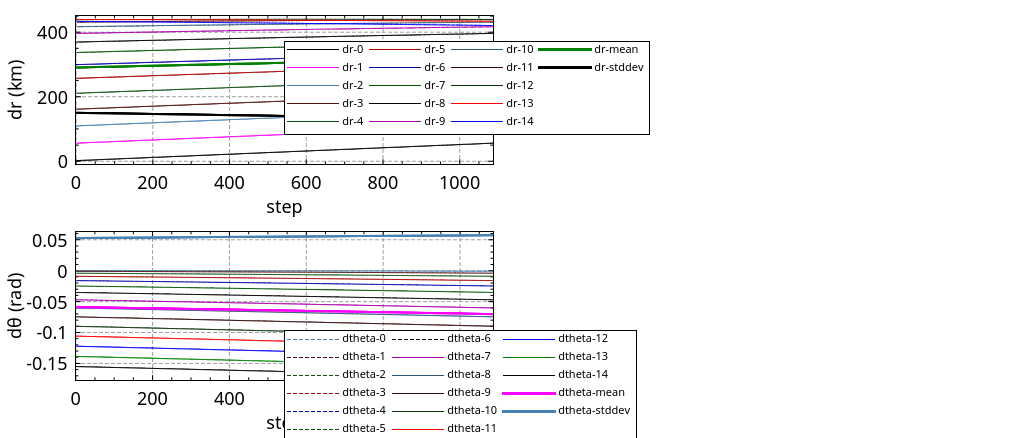 400
200
0
dr (km)
0 200 400 600 800 1000
step
dr-0 dr-5 dr-10 dr-mean
dr-1 dr-6 dr-11 dr-stddev
dr-2 dr-7 dr-12
dr-3 dr-8 dr-13
dr-4 dr-9 dr-14
0.05
0
-0.05
-0.1
-0.15
dθ (rad)
0 200 400
dtheta-0 dtheta-6 dtheta-12
dtheta-1 dtheta-7 dtheta-13
dtheta-2 dtheta-8 dtheta-14
dtheta-3 dtheta-9 dtheta-mean
dtheta-4 dtheta-10 dtheta-stddev
dtheta-5 dtheta-11